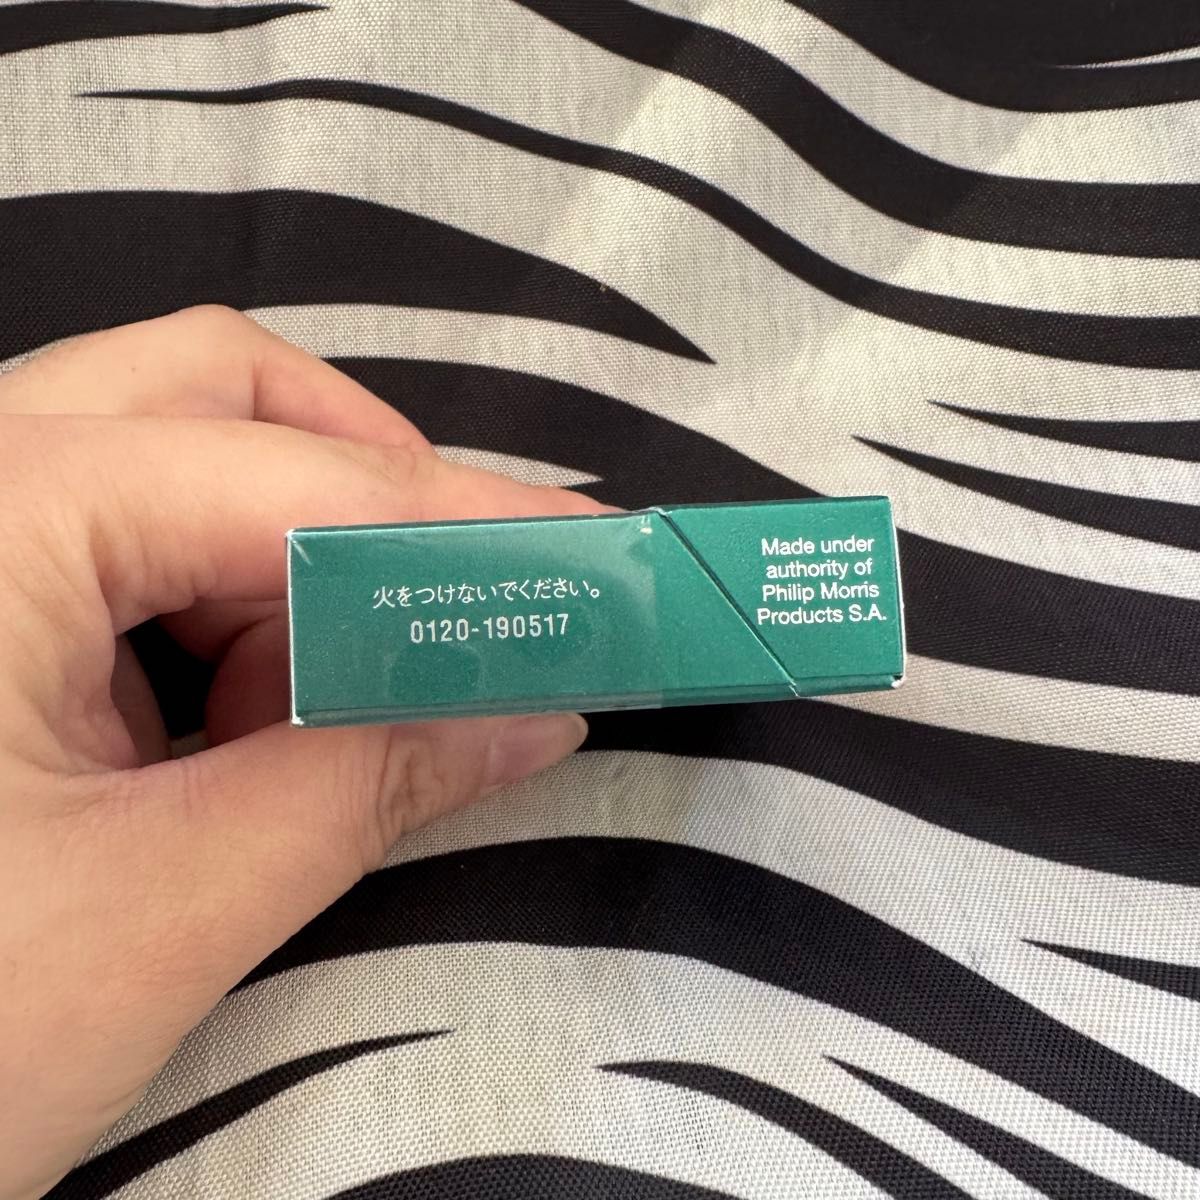 火をつけないでください。
0120-190517
Made under
authority of
Philip Morris
Products S.A.